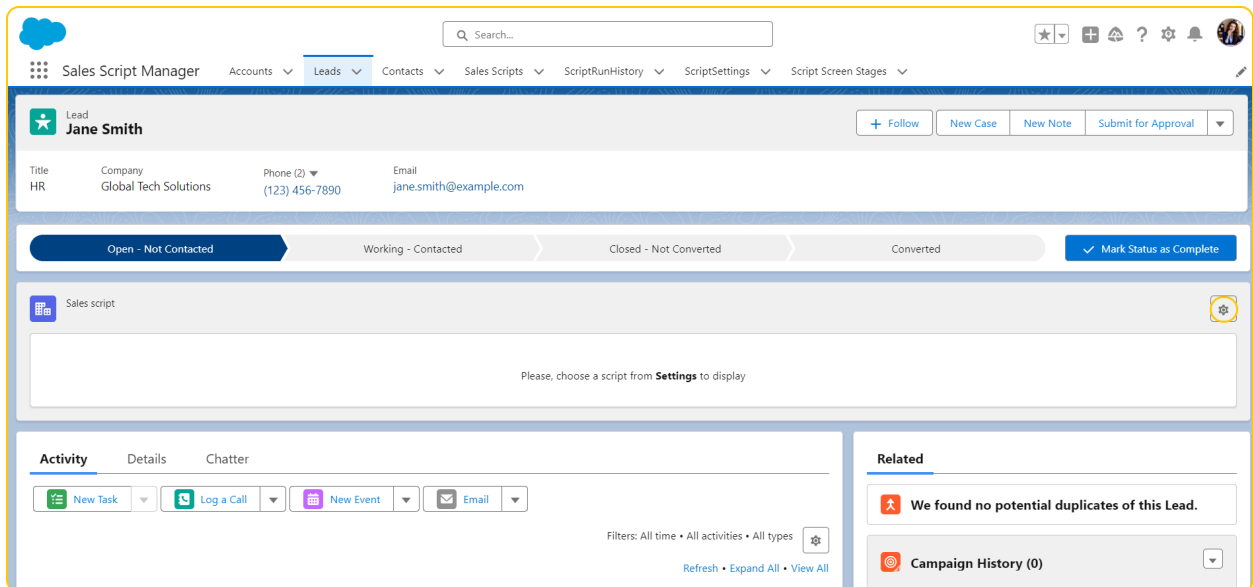 Search...
Sales Script Manager Accounts Leads Contacts Sales Scripts ScriptRunHistory ScriptSettings Script Screen Stages
Lead
Jane Smith
+ Follow New Case New Note Submit for Approval
Title Company Phone (2) Email
HR Global Tech Solutions (123) 456-7890 jane.smith@example.com
Open - Not Contacted Working - Contacted Closed - Not Converted Converted Mark Status as Complete
Sales script
Please, choose a script from Settings to display
Activity Details Chatter
New Task Log a Call New Event Email
Filters: All time • All activities • All types
Refresh • Expand All • View All
Related
We found no potential duplicates of this Lead.
Campaign History (0)